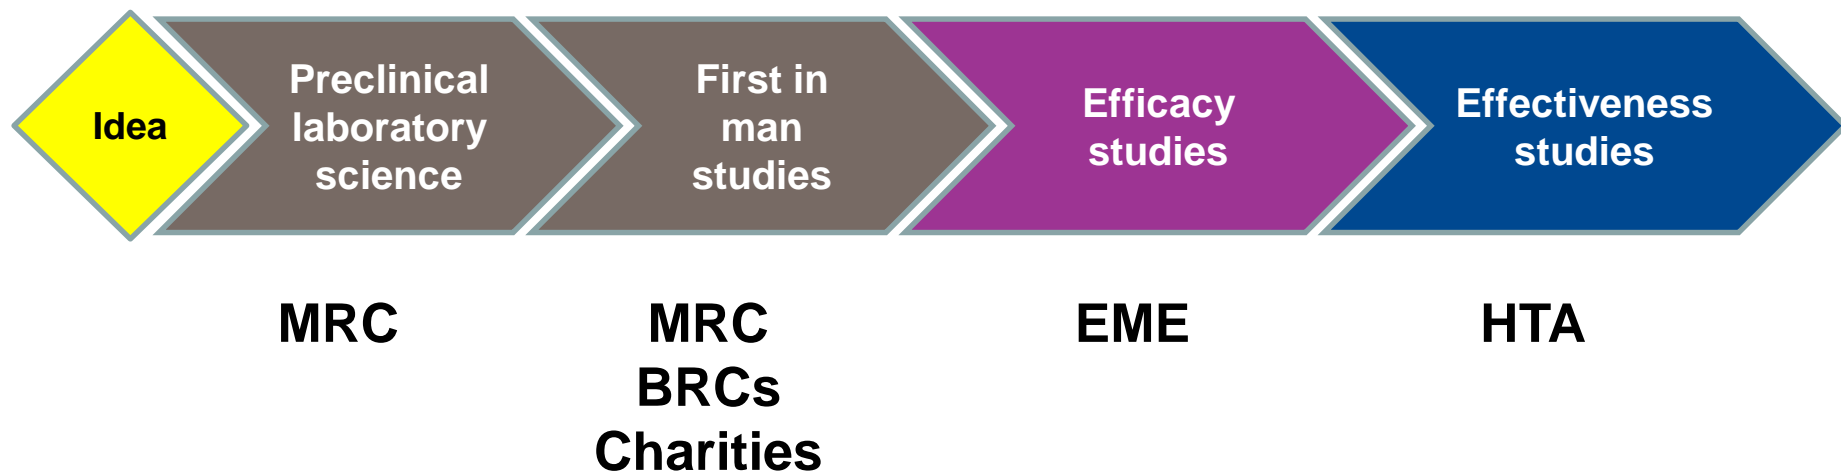 Idea
Preclinical
laboratory
science
First in
man
studies
Efficacy
studies
Effectiveness
studies
MRC
MRC
BRCs
Charities
EME
HTA